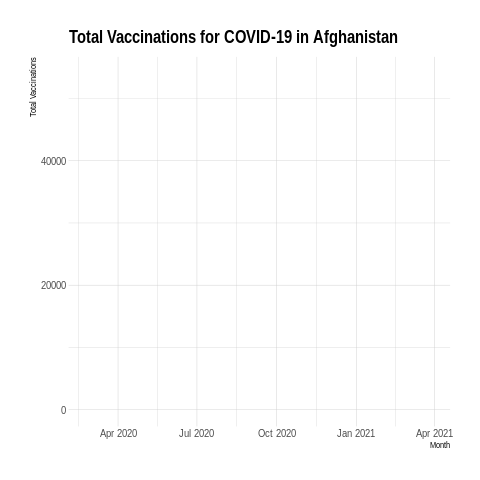 Total Vaccinations for COVID-19 in Afghanistan
Total Vaccinations
40000
20000
0
Apr 2020 Jul 2020 Oct 2020 Jan 2021 Apr 2021
Month